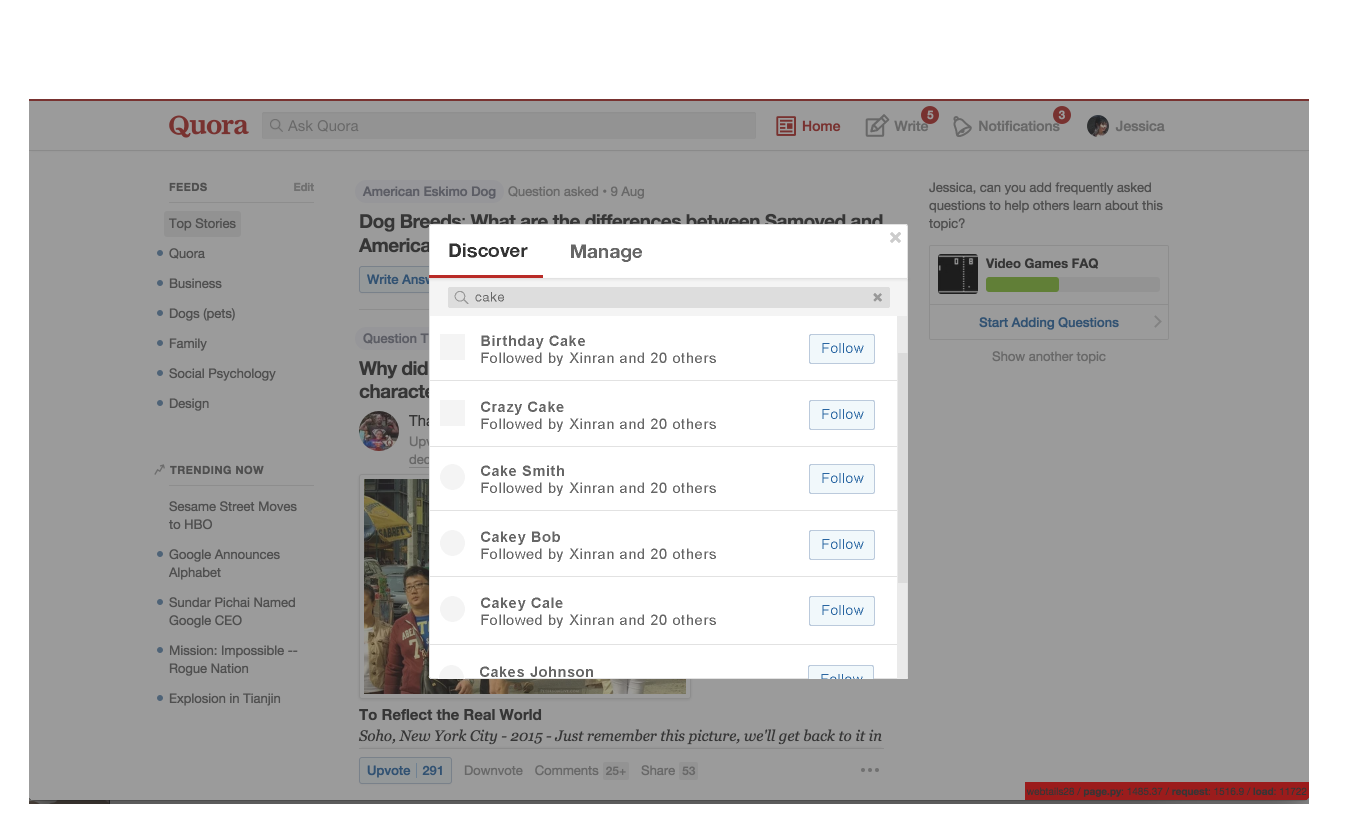 Quora
Ask Quora
Home
Write
5
Notifications
3
Jessica
FEEDS
Edit
Top Stories
Quora
Business
Dogs (pets)
Family
Social Psychology
Design
TRENDING NOW
Sesame Street Moves
to HBO
Google Announces
Alphabet
Sundar Pichai Named
Google CEO
Mission: Impossible --
Rogue Nation
Explosion in Tianjin
American Eskimo Dog Question asked • 9 Aug
Dog Breeds: What are the differences between Samoyed and
America
Write Answ
Question T
Why did
characte
Tha
Upv
dec
Discover
Manage
cake
Birthday Cake
Followed by Xinran and 20 others
Follow
Crazy Cake
Followed by Xinran and 20 others
Follow
Cake Smith
Followed by Xinran and 20 others
Follow
Cakey Bob
Followed by Xinran and 20 others
Follow
Cakey Cale
Followed by Xinran and 20 others
Follow
Cakes Johnson
Follow
To Reflect the Real World
Soho, New York City - 2015 - Just remember this picture, we'll get back to it in
Upvote 291 Downvote Comments 25+ Share 53
Jessica, can you add frequently asked
questions to help others learn about this
topic?
Video Games FAQ
Start Adding Questions
Show another topic